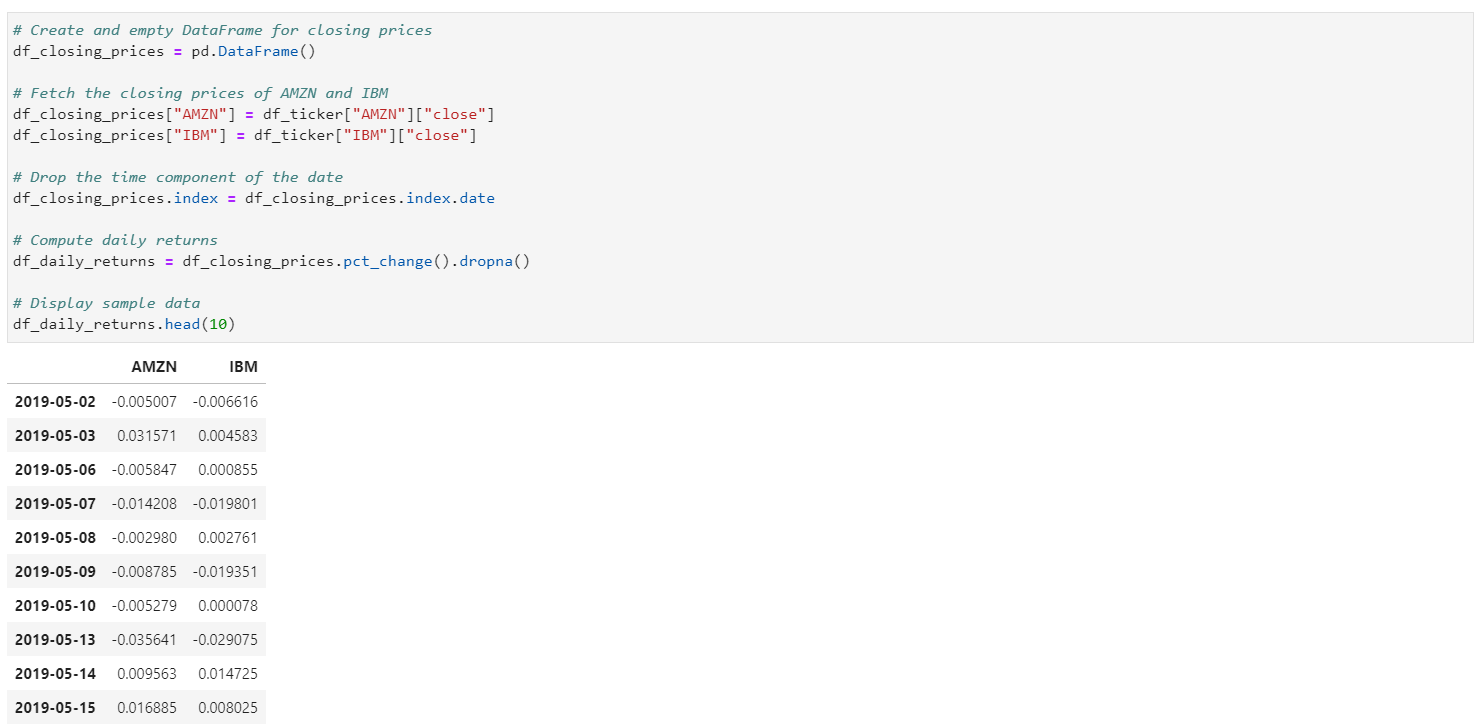 # Create and empty DataFrame for closing prices
df_closing_prices = pd.DataFrame()
# Fetch the closing prices of AMZN and IBM
df_closing_prices["AMZN"] = df_ticker["AMZN"]["close"]
df_closing_prices["IBM"] = df_ticker["IBM"]["close"]
# Drop the time component of the date
df_closing_prices.index = df_closing_prices.index.date
# Compute daily returns
df_daily_returns = df_closing_prices.pct_change().dropna()
# Display sample data
df_daily_returns.head(10)
AMZN IBM
2019-05-02 -0.005007 -0.006616
2019-05-03 0.031571 0.004583
2019-05-06 -0.005847 0.000855
2019-05-07 -0.014208 -0.019801
2019-05-08 -0.002980 0.002761
2019-05-09 -0.008785 -0.019351
2019-05-10 -0.005279 0.000078
2019-05-13 -0.035641 -0.029075
2019-05-14 0.009563 0.014725
2019-05-15 0.016885 0.008025